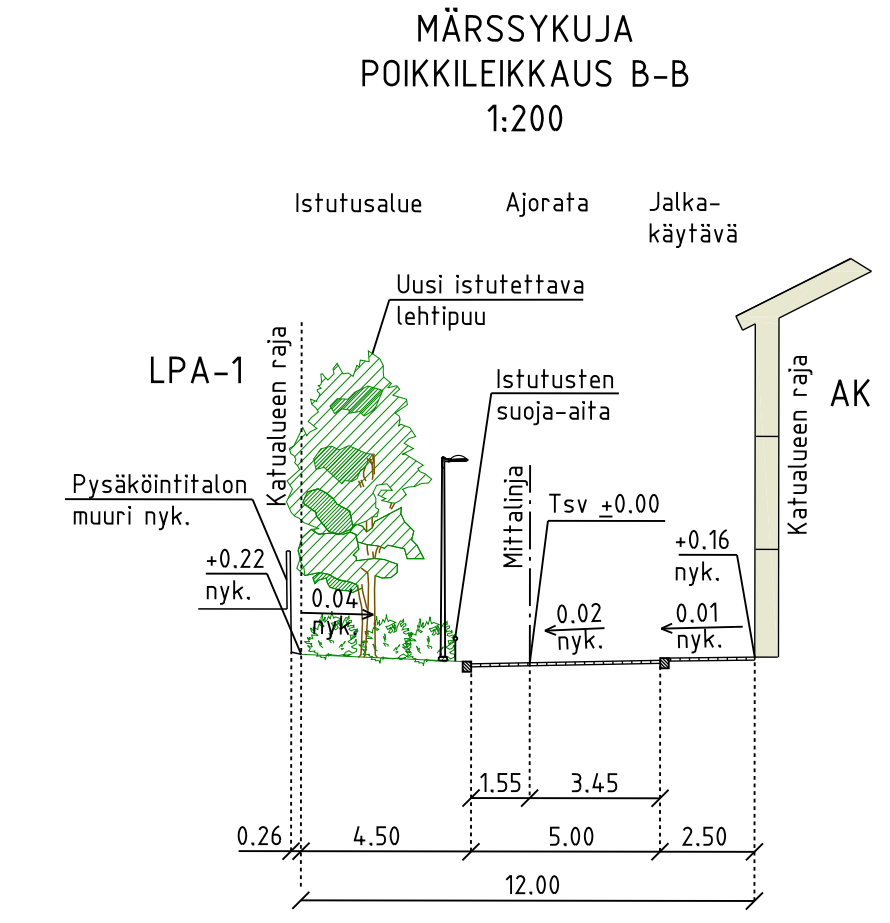 MÄRSSYKUJA
POIKKILEIKKAUS B-B
1:200
Istutusalue
Ajorata
Jalka-
käytävä
Uusi istutettava
lehtipuu
Katualueen raja
LPA-1
Istutusten
suoja-aita
Katualueen raja
AK
Pysäköintitalon
muuri nyk.
Mittalinja
Tsv ±0.00
+0.22
nyk.
+0.16
nyk.
0.04
nyk.
0.02
nyk.
0.01
nyk.
1.55
3.45
0.26
4.50
5.00
2.50
12.00